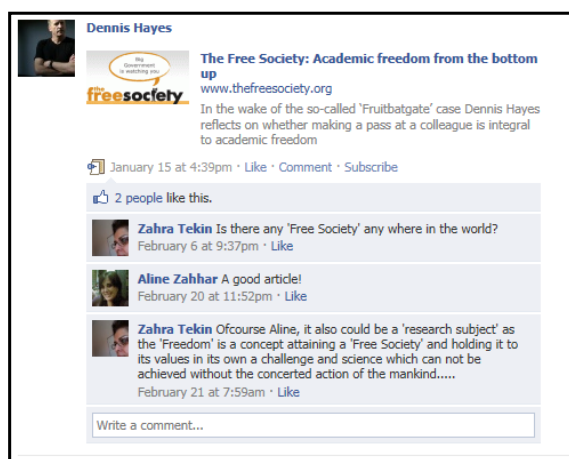 Dennis Hayes
Big
Government
is watching you
the
freesociety
The Free Society: Academic freedom from the bottom
up
www.thefreesociety.org
In the wake of the so-called 'Fruitbatgate' case Dennis Hayes
reflects on whether making a pass at a colleague is integral
to academic freedom
January 15 at 4:39pm · Like · Comment · Subscribe
2 people like this.
Zahra Tekin Is there any 'Free Society' any where in the world?
February 6 at 9:37pm · Like
Aline Zahhar A good article!
February 20 at 11:52pm · Like
Zahra Tekin Ofcourse Aline, it also could be a 'research subject' as
the 'Freedom' is a concept attaining a 'Free Society' and holding it to
its values in its own a challenge and science which can not be
achieved without the concerted action of the mankind.....
February 21 at 7:59am · Like
Write a comment...